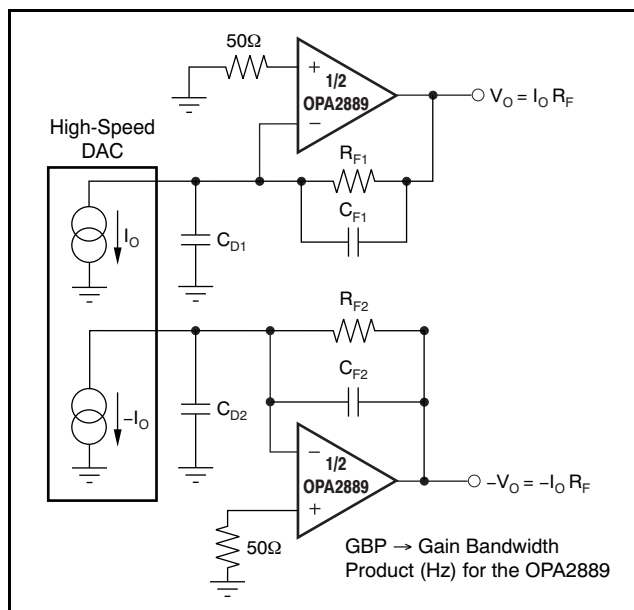 50Ω
+
1/2
OPA2889
−
V_O = I_O R_F
High-Speed
DAC
R_F1
C_F1
I_O
C_D1
R_F2
C_F2
−I_O
C_D2
−
1/2
OPA2889
+
−V_O = −I_O R_F
50Ω
GBP → Gain Bandwidth
Product (Hz) for the OPA2889